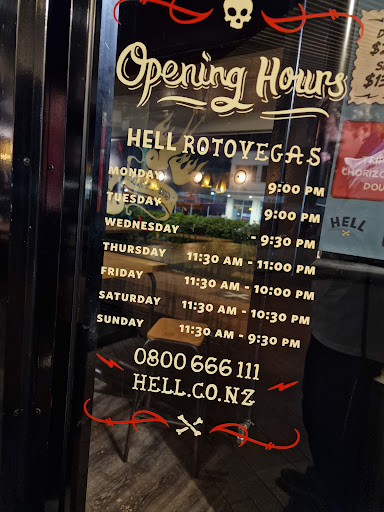 Opening Hours
HELL ROTOVEGAS
MONDAY 9:00 PM
TUESDAY 9:00 PM
WEDNESDAY - 9:30 PM
THURSDAY 11:30 AM - 11:00 PM
FRIDAY 11:30 AM - 10:00 PM
SATURDAY 11:30 AM - 10:30 PM
SUNDAY 11:30 AM - 9:30 PM
0800 666 111
HELL.CO.NZ
HELL